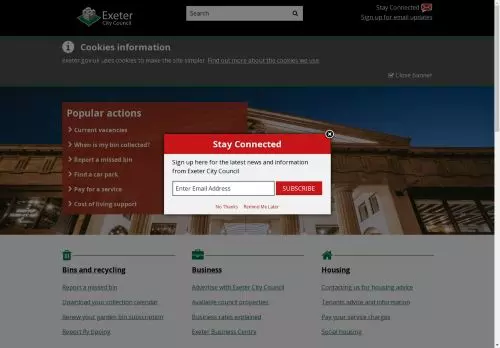 Exeter
City Council
Search
Stay Connected
Sign up for email updates
Cookies information
exeter.gov.uk uses cookies to make the site simpler. Find out more about the cookies we use
Close banner
Popular actions
Current vacancies
When is my bin collected?
Report a missed bin
Find a car park
Pay for a service
Cost of living support
Stay Connected
Sign up here for the latest news and information
from Exeter City Council
Enter Email Address
SUBSCRIBE
No Thanks
Remind Me Later
Bins and recycling
Report a missed bin
Download your collection calendar
Renew your garden bin subscription
Report fly tipping
Business
Advertise with Exeter City Council
Available council properties
Business rates explained
Exeter Business Centre
Housing
Contacting us for housing advice
Tenants advice and information
Pay your service charges
Social housing